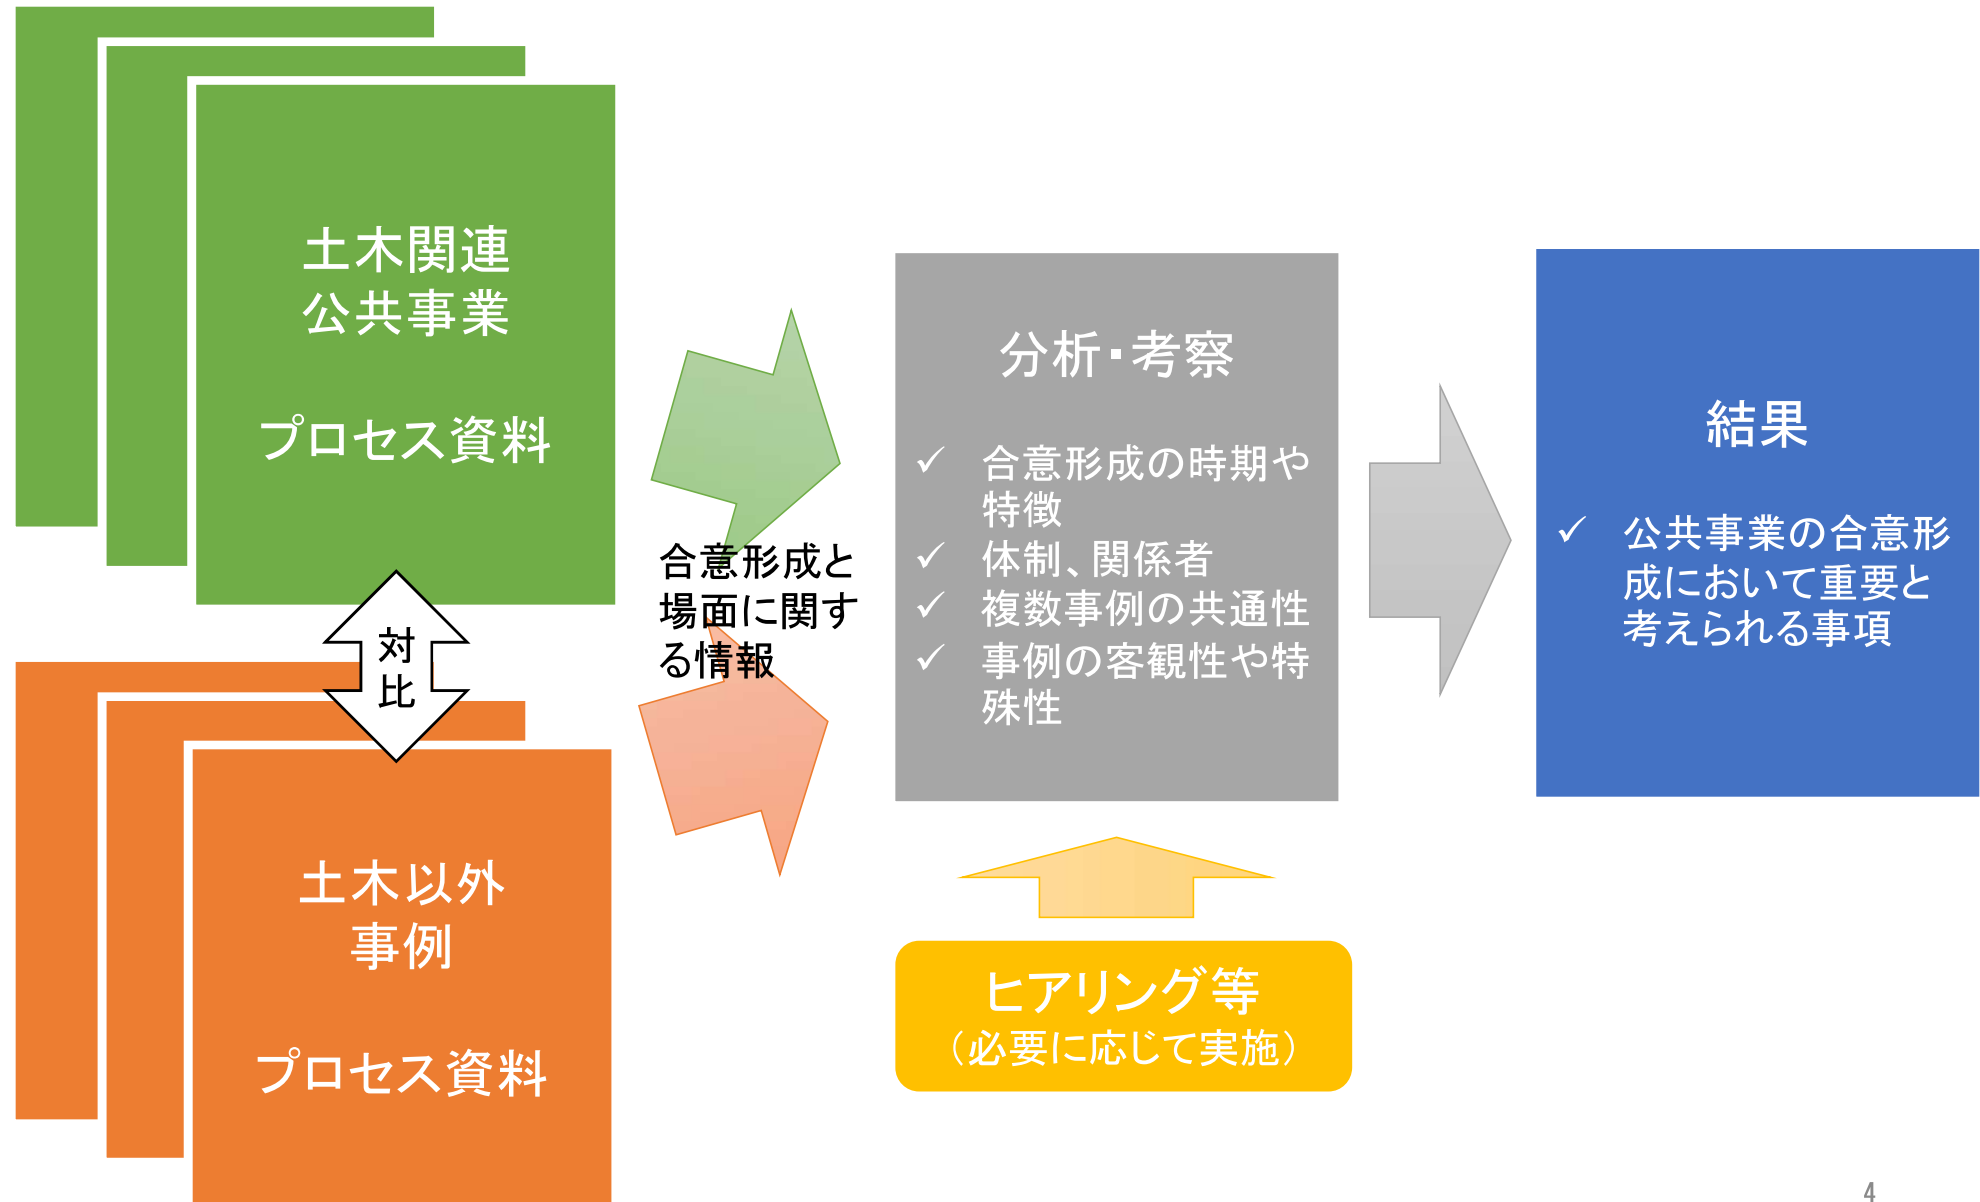 土木関連
公共事業
プロセス資料
対
比
土木以外
事例
プロセス資料
合意形成と
場面に関す
る情報
分析・考察
✓ 合意形成の時期や
特徴
✓ 体制、関係者
✓ 複数事例の共通性
✓ 事例の客観性や特
殊性
ヒアリング等
（必要に応じて実施）
結果
✓ 公共事業の合意形
成において重要と
考えられる事項
4